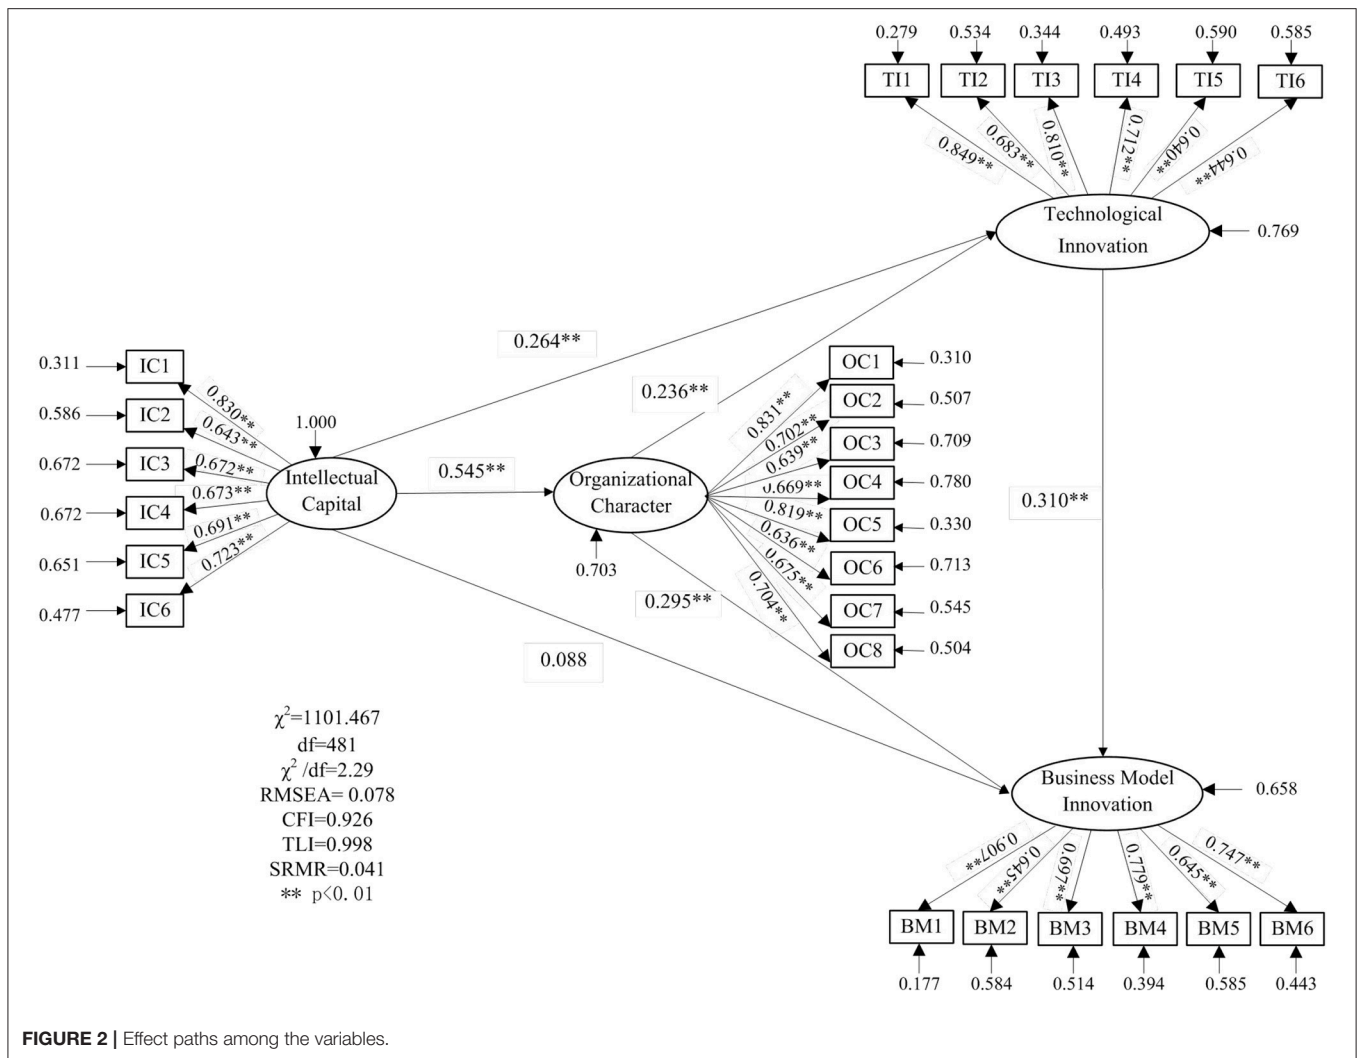 0.279 0.534 0.344 0.493 0.590 0.585
TI1 TI2 TI3 TI4 TI5 TI6
0.849** 0.683** 0.810** 0.712** 0.640** 0.644**
Technological
Innovation
0.769
0.264**
0.236**
0.311 IC1
0.586 IC2
0.672 IC3
0.672 IC4
0.651 IC5
0.477 IC6
0.830**
0.643**
0.672**
0.673**
0.691**
0.723**
1.000
Intellectual
Capital
0.545**
Organizational
Character
0.703
0.831**
0.702**
0.639**
0.669**
0.819**
0.636**
0.675**
0.704**
OC1 0.310
OC2 0.507
OC3 0.709
OC4 0.780
OC5 0.330
OC6 0.713
OC7 0.545
OC8 0.504
0.310**
0.295**
0.088
χ²=1101.467
df=481
χ² /df=2.29
RMSEA= 0.078
CFI=0.926
TLI=0.998
SRMR=0.041
** p<0. 01
Business Model
Innovation
0.658
0.907** 0.645** 0.697** 0.779** 0.645** 0.747**
BM1 BM2 BM3 BM4 BM5 BM6
0.177 0.584 0.514 0.394 0.585 0.443
FIGURE 2 | Effect paths among the variables.